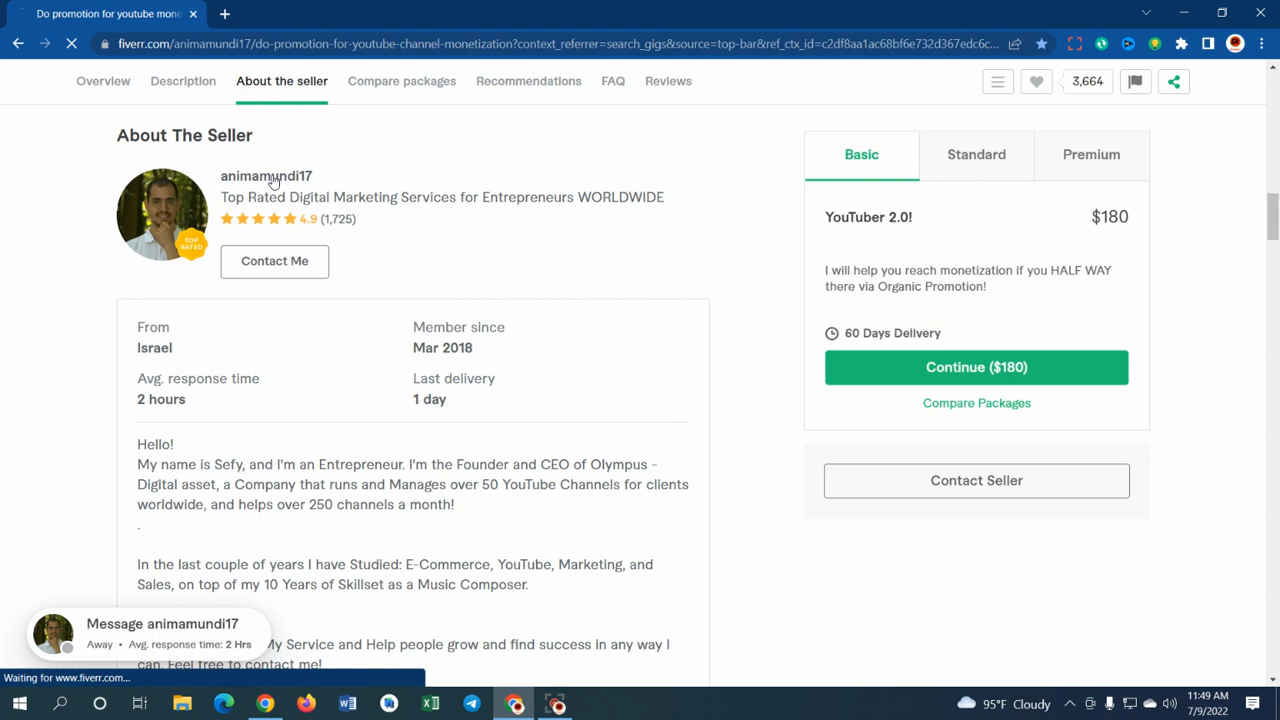 Do promotion for youtube mone
fiverr.com/animamundi17/do-promotion-for-youtube-channel-monetization?context_referrer=search_gigs&source=top-bar&ref_ctx_id=c2df8aa1ac68bf6e732d367edc6c...
Overview Description About the seller Compare packages Recommendations FAQ Reviews 3,664
About The Seller
animamundi17
Top Rated Digital Marketing Services for Entrepreneurs WORLDWIDE
4.9 (1,725)
TOP
RATED
Contact Me
From Member since
Israel Mar 2018
Avg. response time Last delivery
2 hours 1 day
Hello!
My name is Sefy, and I'm an Entrepreneur. I'm the Founder and CEO of Olympus -
Digital asset, a Company that runs and Manages over 50 YouTube Channels for clients
worldwide, and helps over 250 channels a month!
.
In the last couple of years I have Studied: E-Commerce, YouTube, Marketing, and
Sales, on top of my 10 Years of Skillset as a Music Composer.
My Service and Help people grow and find success in any way I
can. Feel free to contact me!
Basic Standard Premium
YouTuber 2.0! $180
I will help you reach monetization if you HALF WAY
there via Organic Promotion!
60 Days Delivery
Continue ($180)
Compare Packages
Contact Seller
Message animamundi17
Away • Avg. response time: 2 Hrs
Waiting for www.fiverr.com...
95°F Cloudy
11:49 AM
7/9/2022